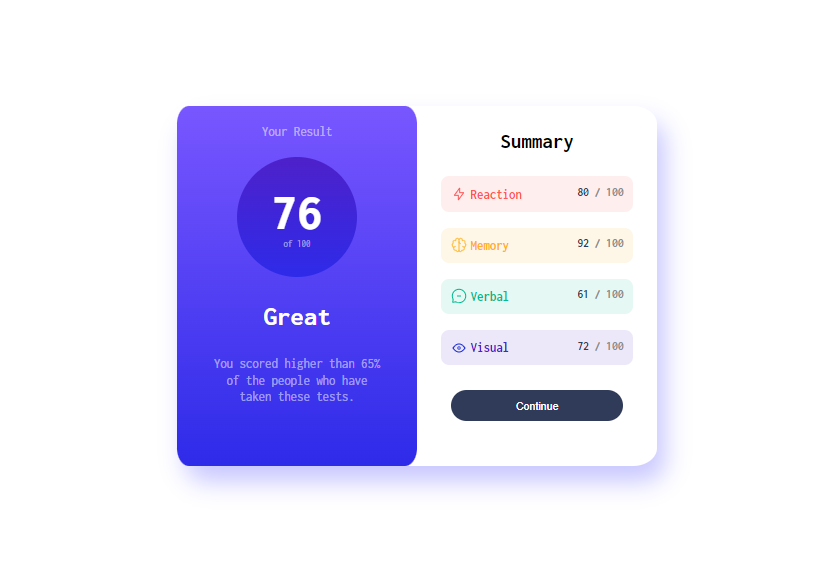 Your Result
76
of 100
Great
You scored higher than 65%
of the people who have
taken these tests.
Summary
Reaction 80 / 100
Memory 92 / 100
Verbal 61 / 100
Visual 72 / 100
Continue